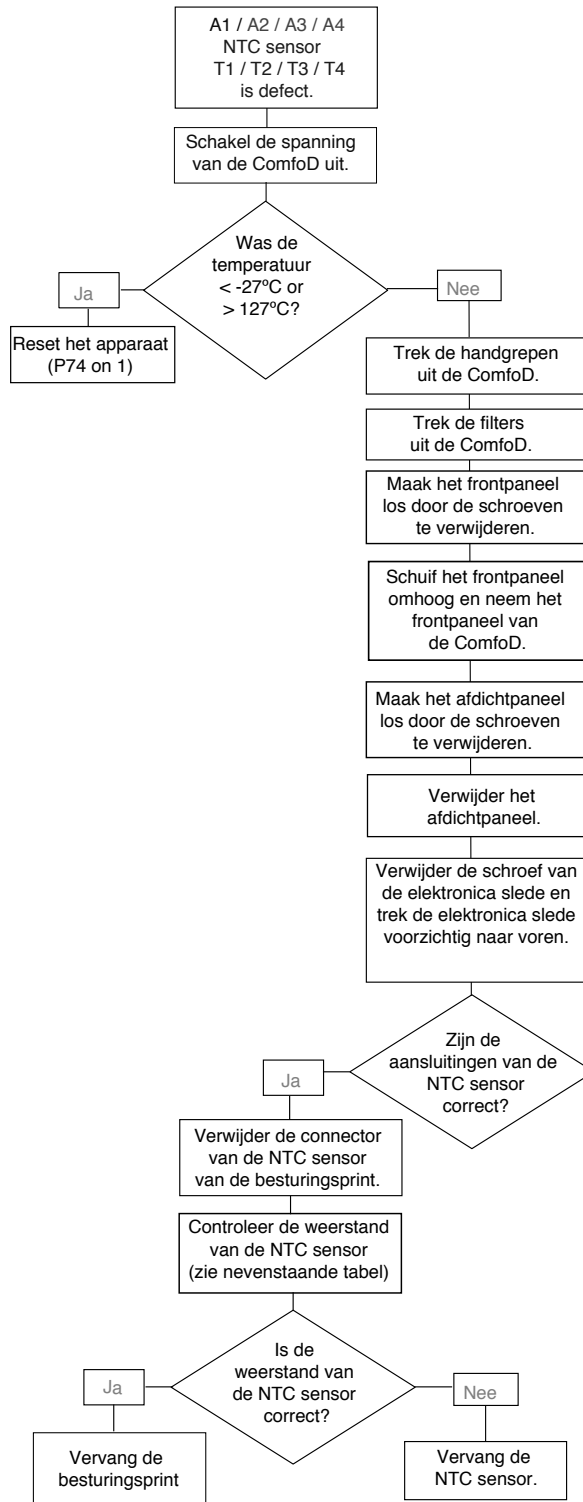 A1 / A2 / A3 / A4
NTC sensor
T1 / T2 / T3 / T4
is defect.
Schakel de spanning
van de ComfoD uit.
Was de
temperatuur
< -27ºC or
> 127ºC?
Ja
Nee
Reset het apparaat
(P74 on 1)
Trek de handgrepen
uit de ComfoD.
Trek de filters
uit de ComfoD.
Maak het frontpaneel
los door de schroeven
te verwijderen.
Schuif het frontpaneel
omhoog en neem het
frontpaneel van
de ComfoD.
Maak het afdichtpaneel
los door de schroeven
te verwijderen.
Verwijder het
afdichtpaneel.
Verwijder de schroef van
de elektronica slede en
trek de elektronica slede
voorzichtig naar voren.
Zijn de
aansluitingen van de
NTC sensor
correct?
Ja
Verwijder de connector
van de NTC sensor
van de besturingsprint.
Controleer de weerstand
van de NTC sensor
(zie nevenstaande tabel)
Is de
weerstand van
de NTC sensor
correct?
Ja
Nee
Vervang de
besturingsprint
Vervang de
NTC sensor.